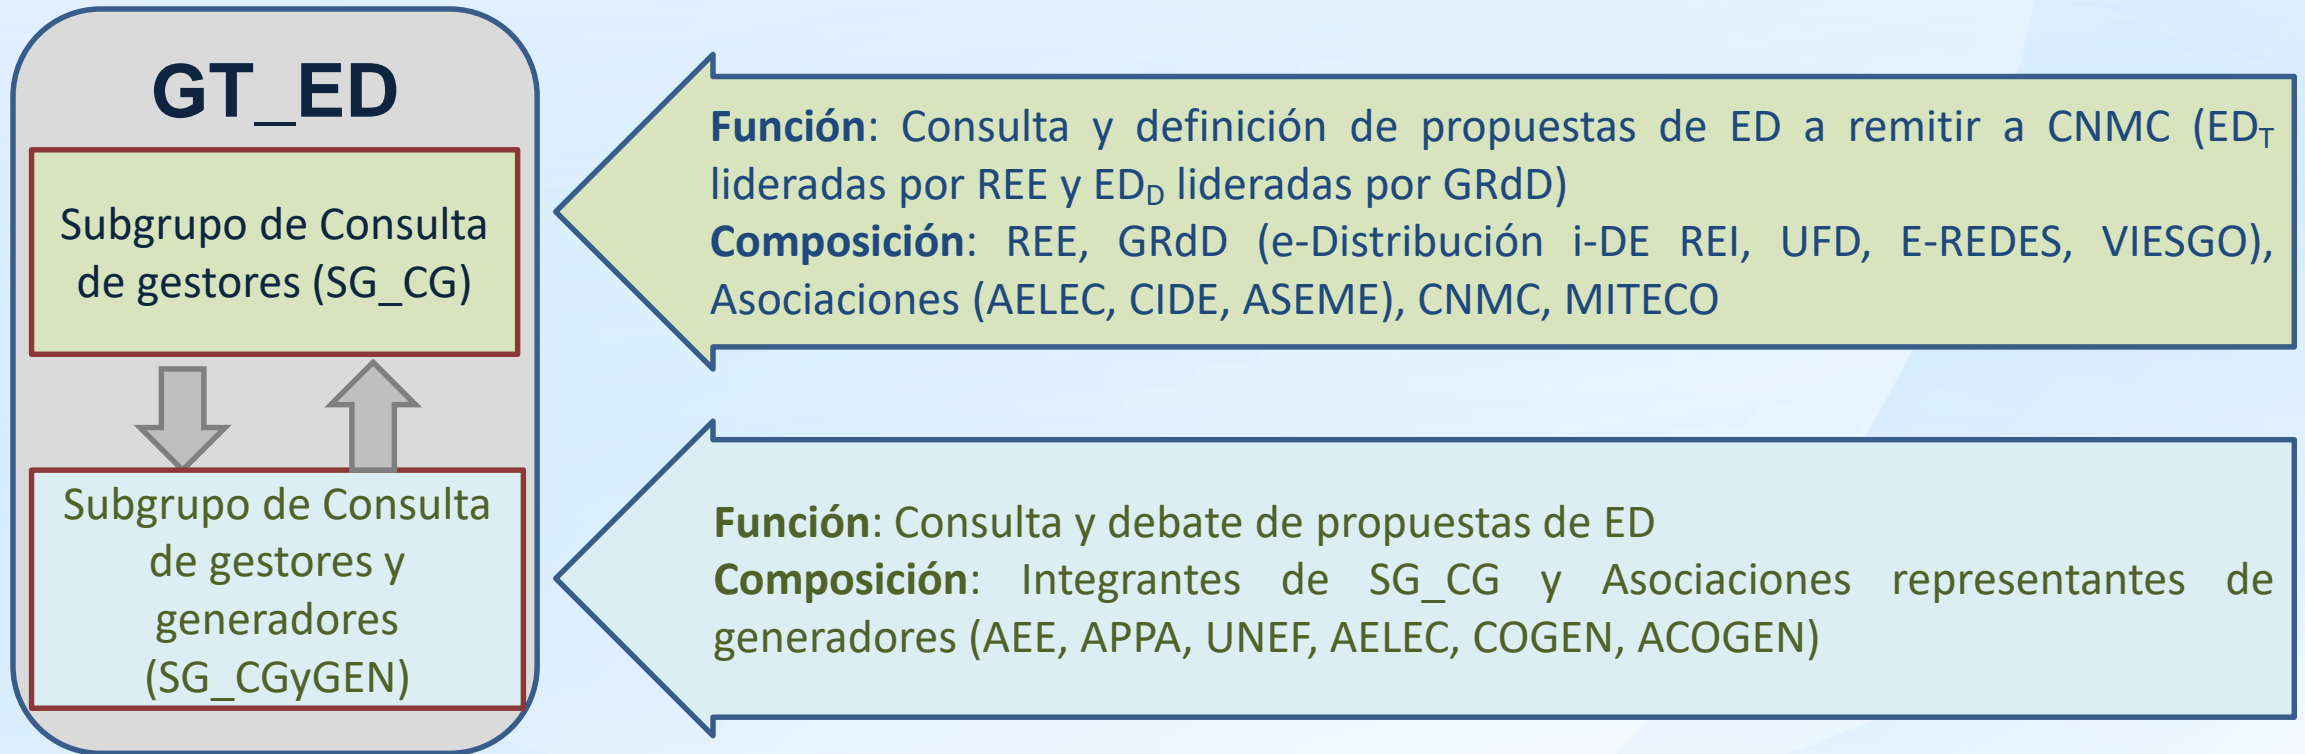 GT_ED
Subgrupo de Consulta
de gestores (SG_CG)
Subgrupo de Consulta
de gestores y
generadores
(SG_CGyGEN)
Función: Consulta y definición de propuestas de ED a remitir a CNMC (EDT
lideradas por REE y EDD lideradas por GRdD)
Composición: REE, GRdD (e-Distribución i-DE REI, UFD, E-REDES, VIESGO),
Asociaciones (AELEC, CIDE, ASEME), CNMC, MITECO
Función: Consulta y debate de propuestas de ED
Composición: Integrantes de SG_CG y Asociaciones representantes de
generadores (AEE, APPA, UNEF, AELEC, COGEN, ACOGEN)